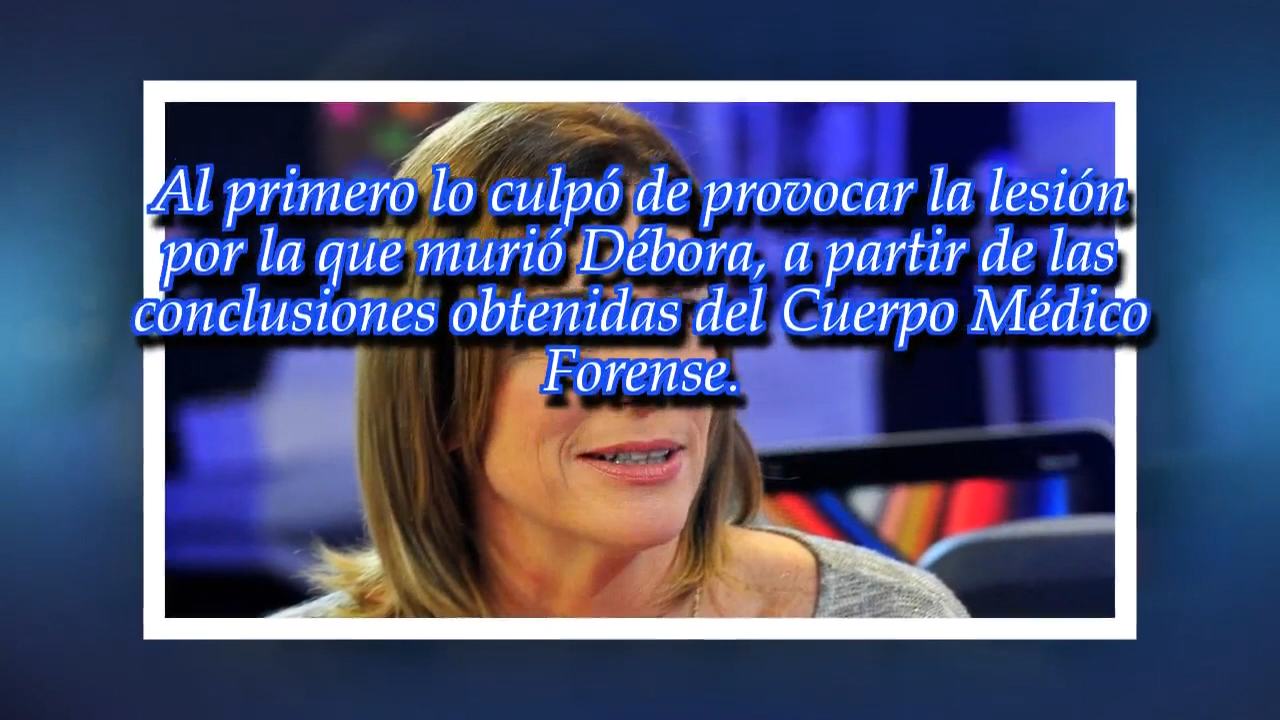 Al primero lo culpó de provocar la lesión
por la que murió Débora, a partir de las
conclusiones obtenidas del Cuerpo Médico
Forense.